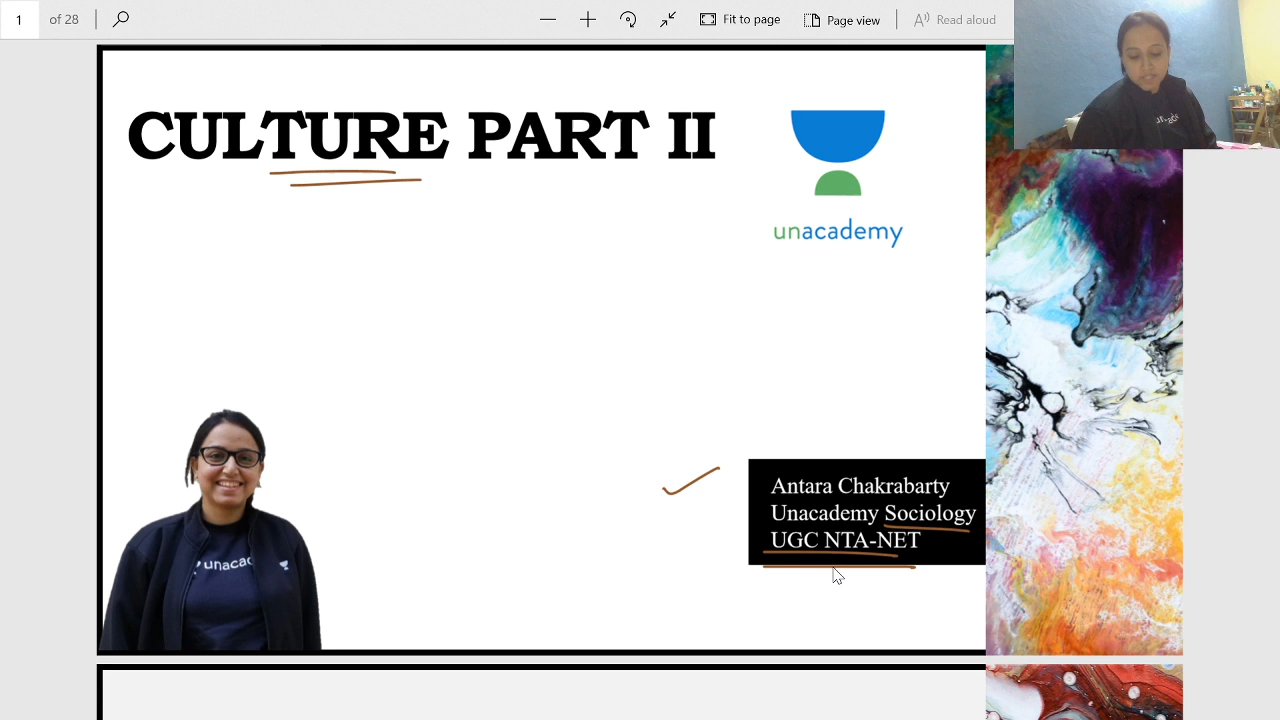 1 of 28 Fit to page Page view Read aloud
CULTURE PART II
unacademy
Antara Chakrabarty
Unacademy Sociology
UGC NTA-NET
unacad